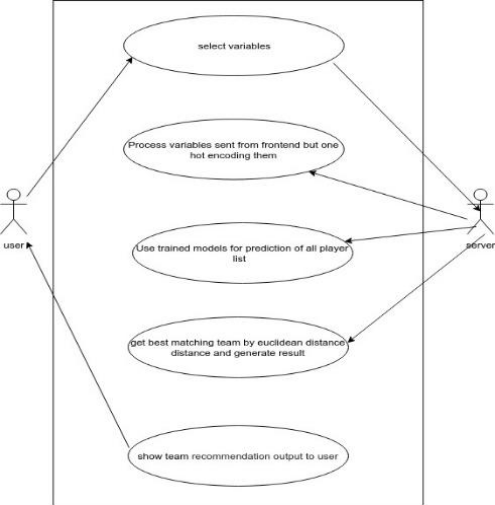 select variables
Process variables sent from frontend but one
hot encoding them
user
server
Use trained models for prediction of all player
list
get best matching team by euclidean distance
distance and generate result
show team recommendation output to user